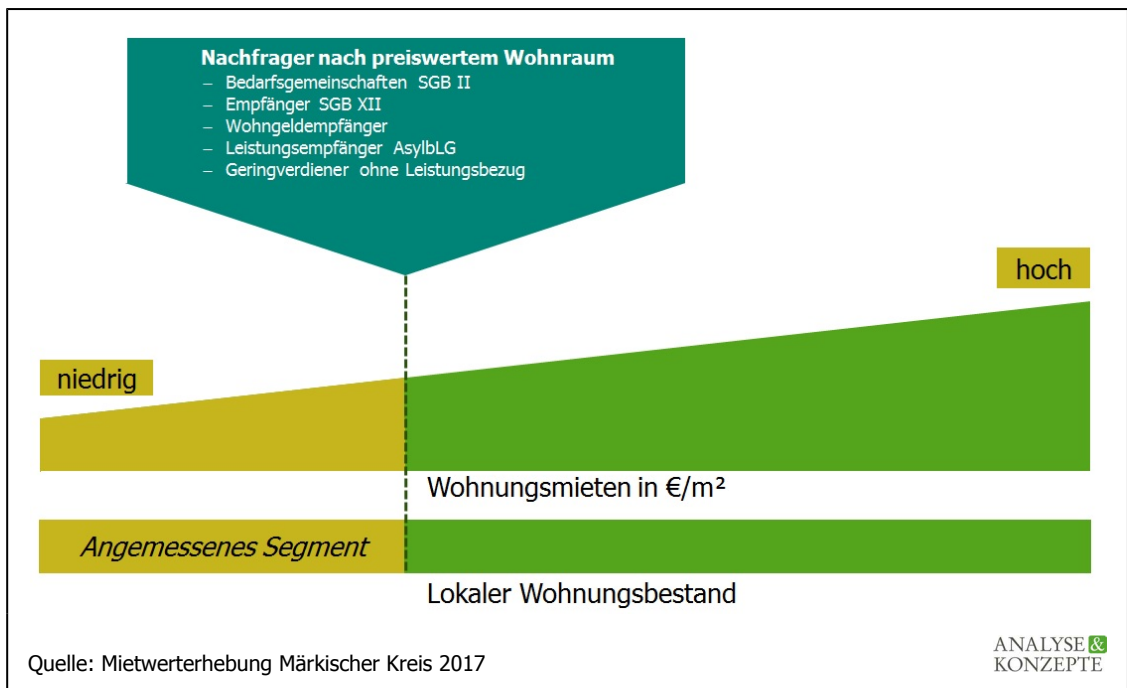 Nachfrager nach preiswertem Wohnraum
– Bedarfsgemeinschaften SGB II
– Empfänger SGB XII
– Wohngeldempfänger
– Leistungsempfänger AsylbLG
– Geringverdiener ohne Leistungsbezug
hoch
niedrig
Wohnungsmieten in €/m²
Angemessenes Segment
Lokaler Wohnungsbestand
Quelle: Mietwerterhebung Märkischer Kreis 2017
ANALYSE &
KONZEPTE